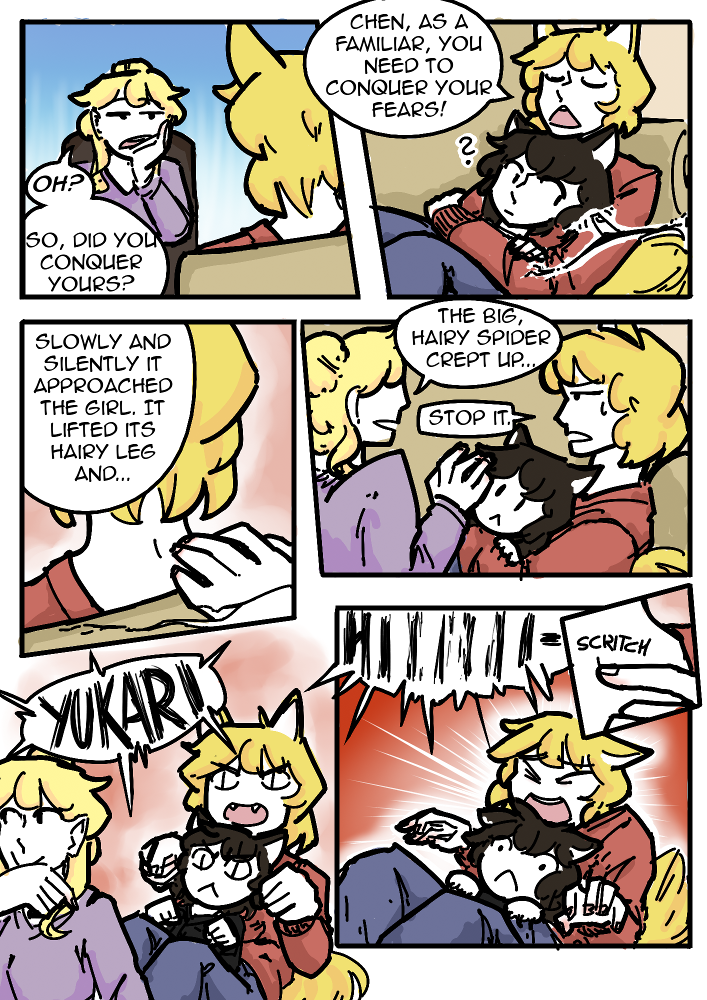 CHEN, AS A
FAMILIAR, YOU
NEED TO
CONQUER YOUR
FEARS!
?
OH?
SO, DID YOU
CONQUER
YOURS?
THE BIG,
HAIRY SPIDER
CREPT UP...
STOP IT.
SLOWLY AND
SILENTLY IT
APPROACHED
THE GIRL. IT
LIFTED ITS
HAIRY LEG
AND...
SCRITCH
YUKARI!